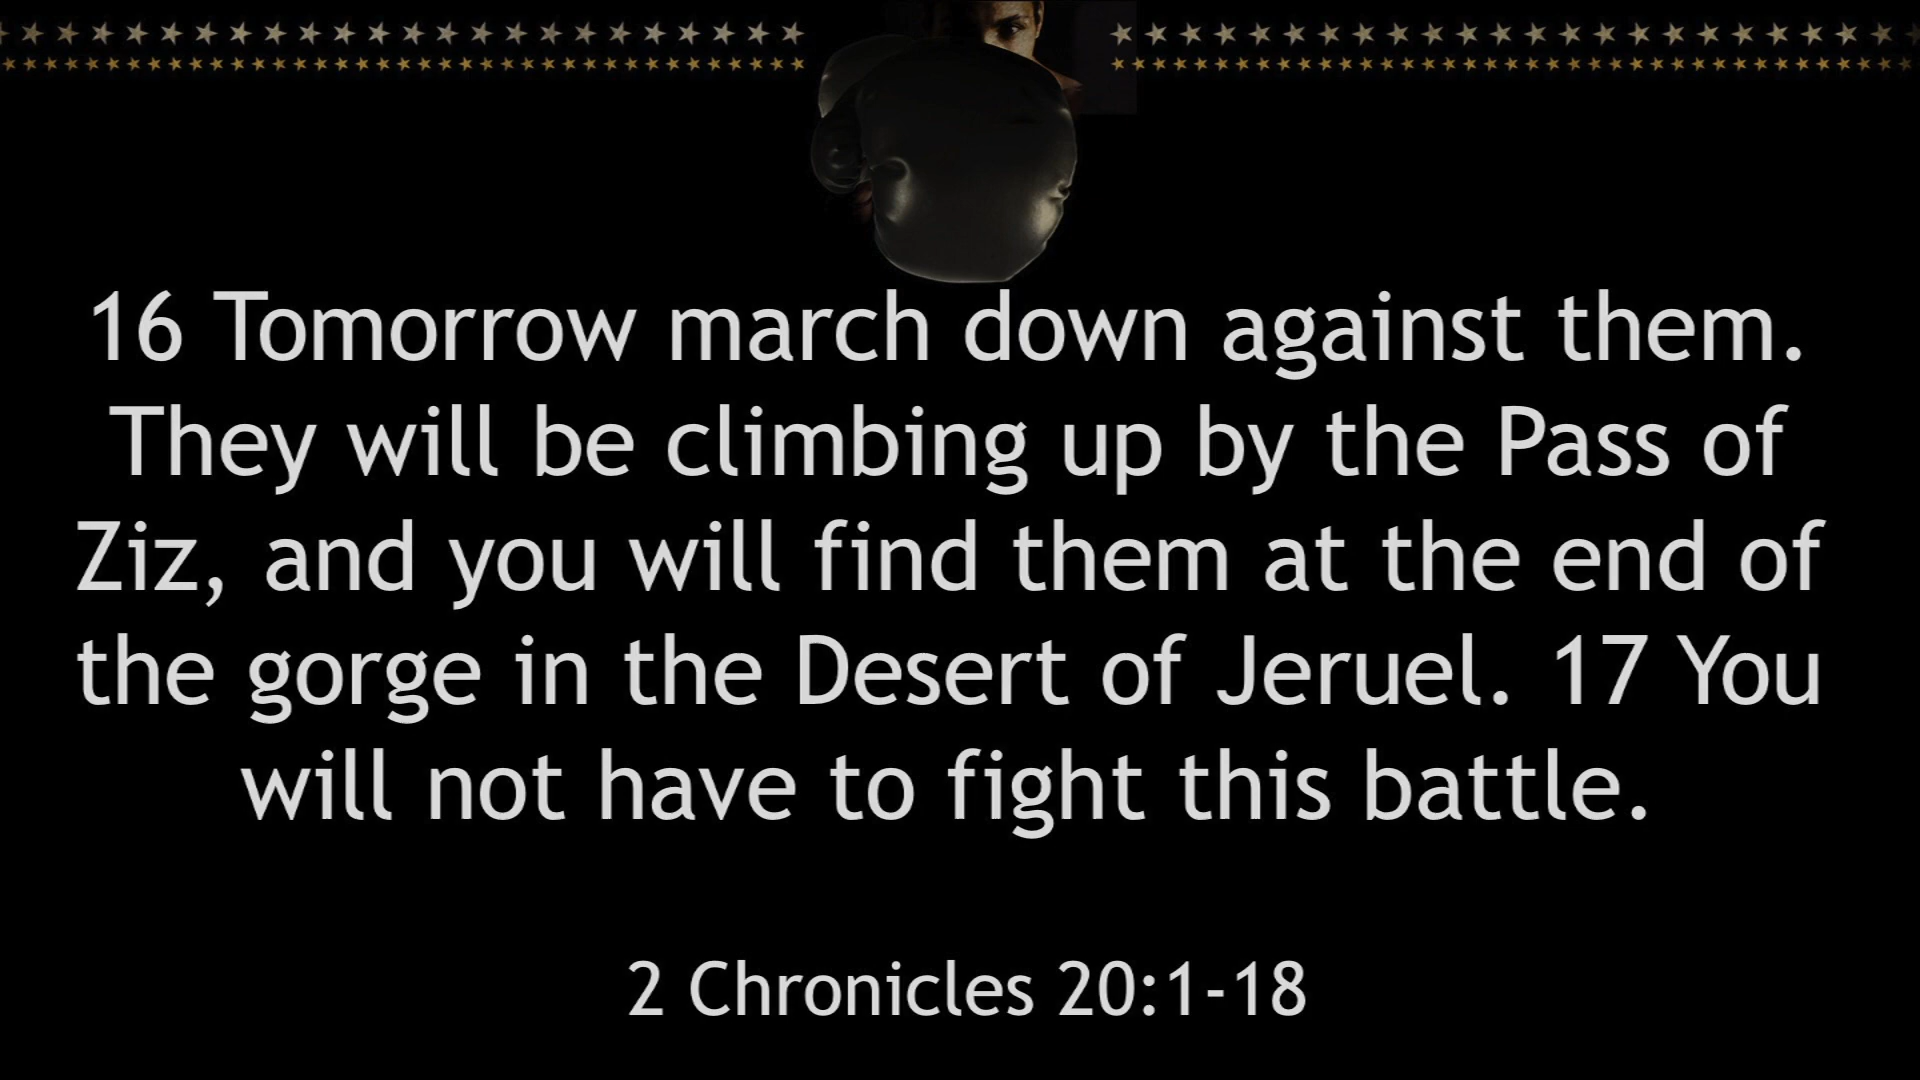 16 Tomorrow march down against them.
They will be climbing up by the Pass of
Ziz, and you will find them at the end of
the gorge in the Desert of Jeruel. 17 You
will not have to fight this battle.
2 Chronicles 20:1-18